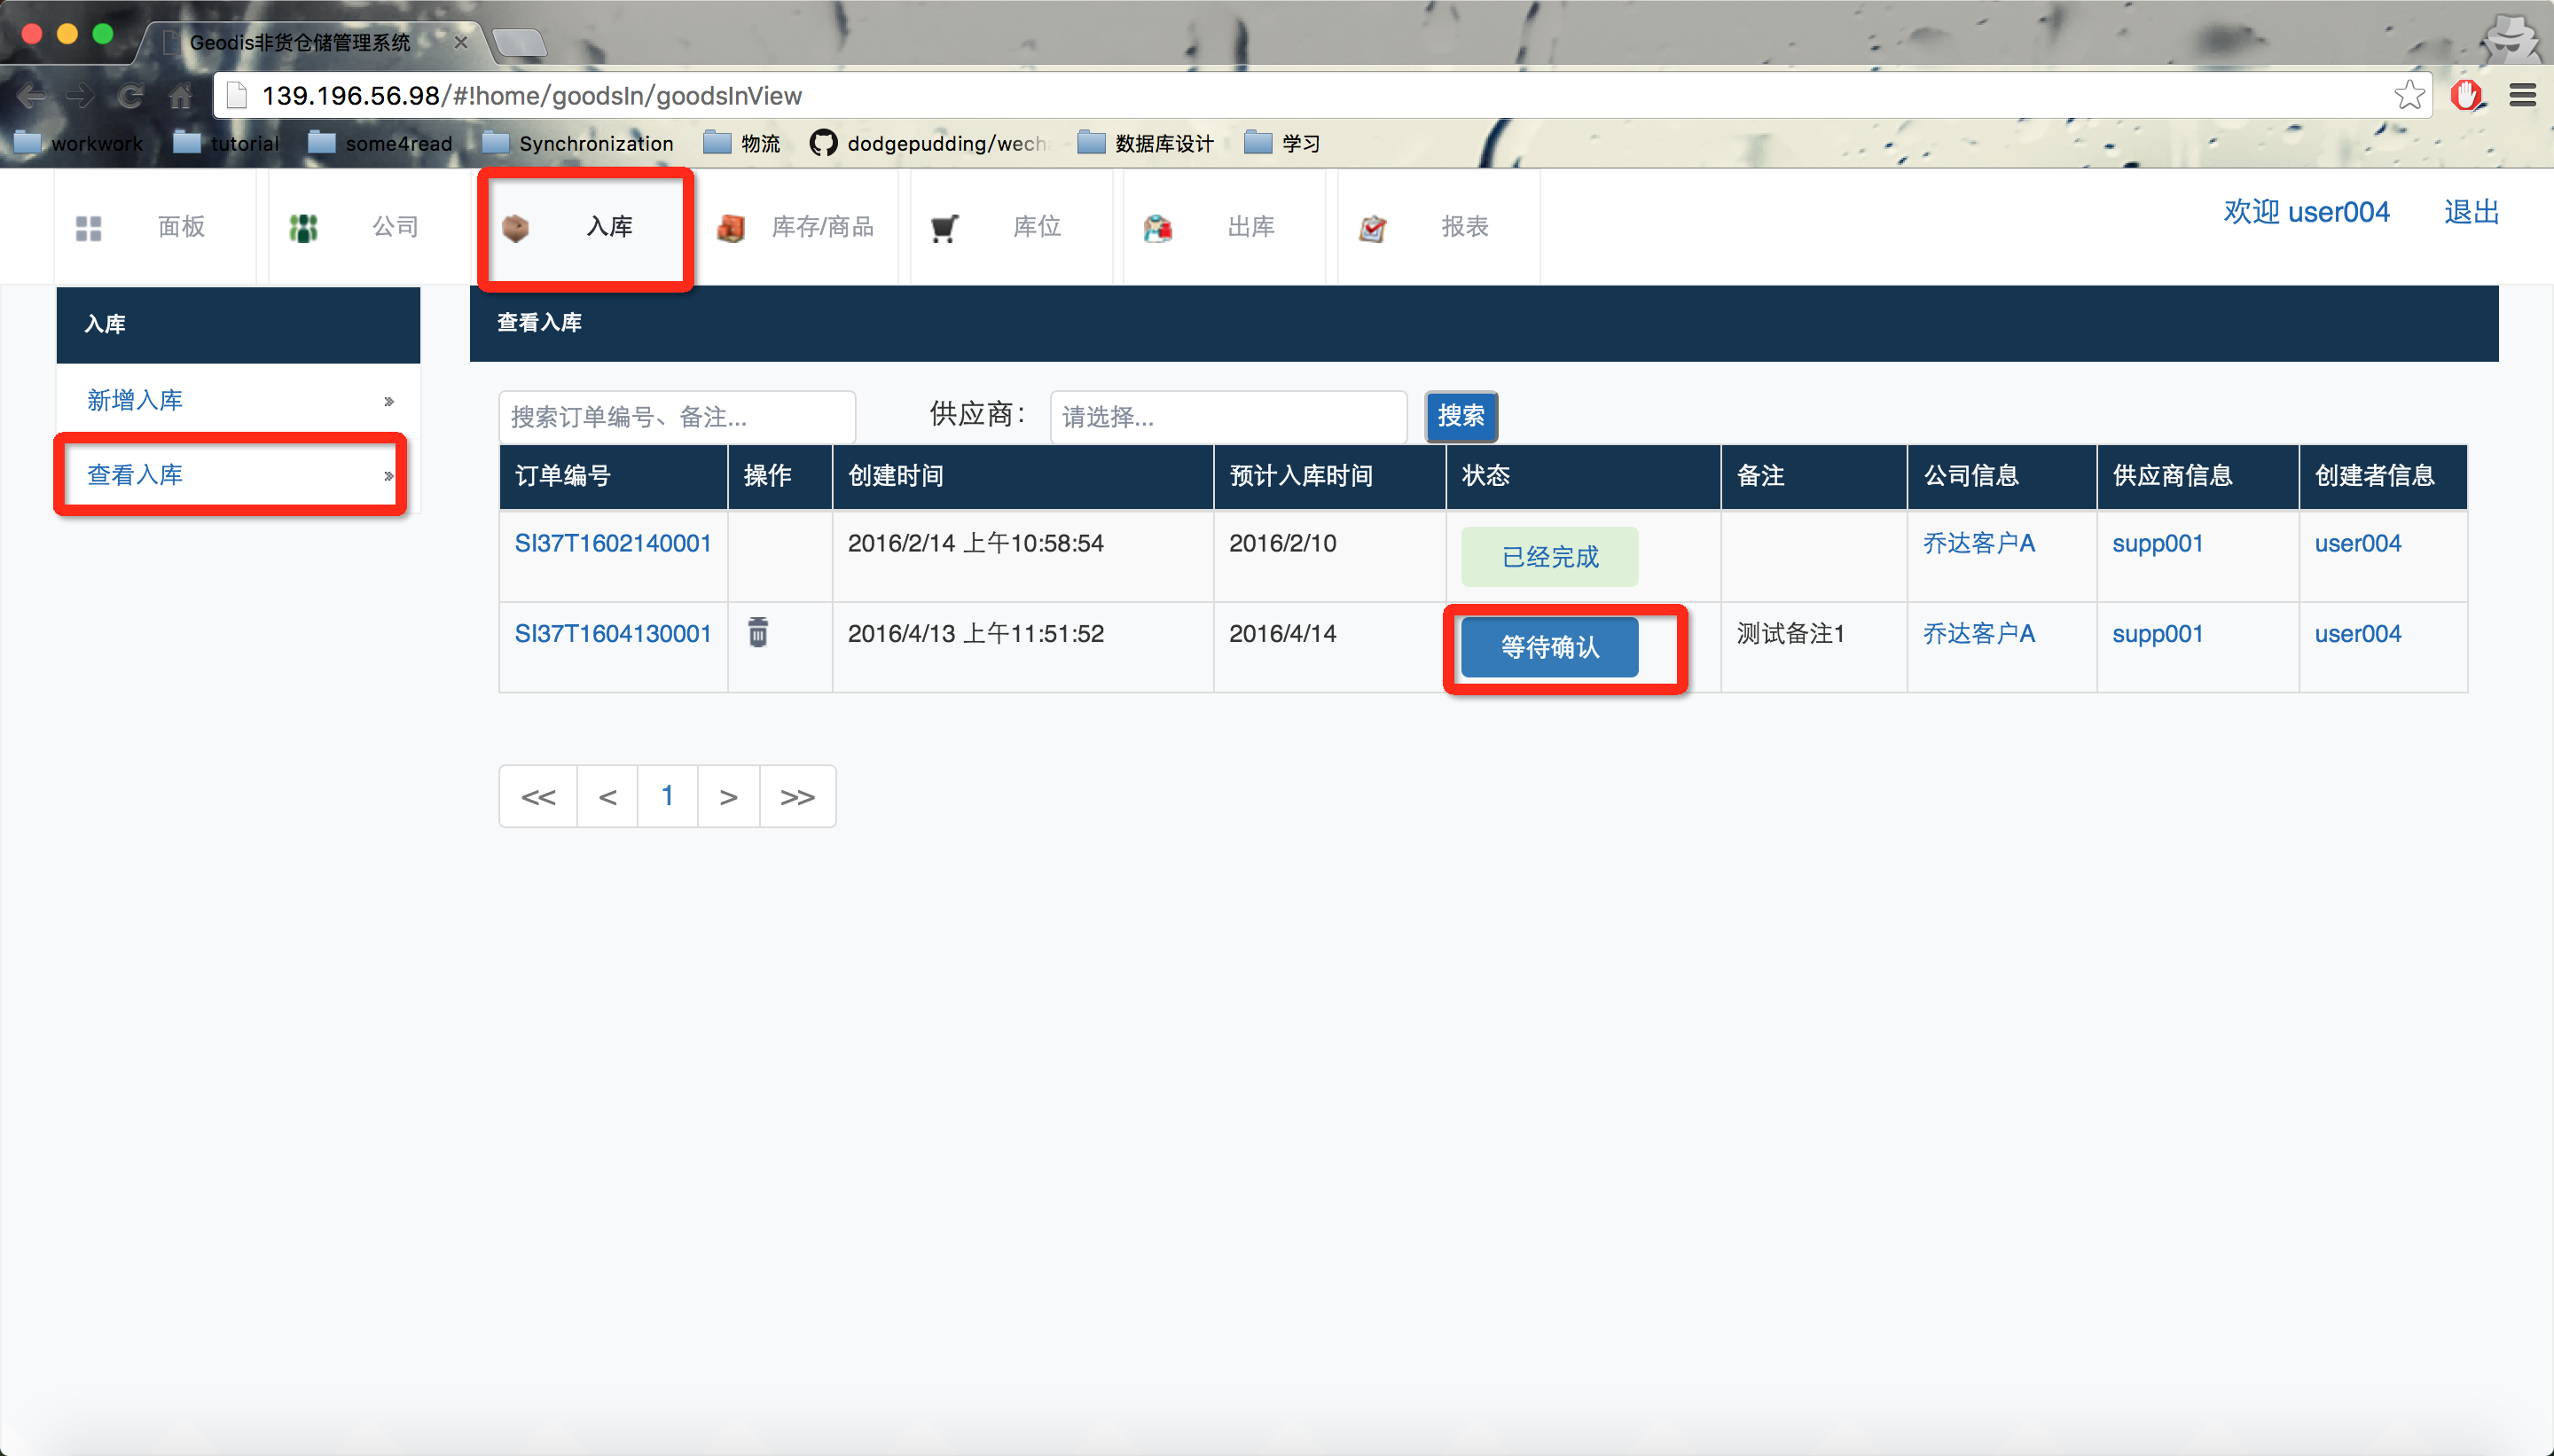 Geodis非货仓储管理系统
139.196.56.98/#!home/goodsIn/goodsInView
workwork tutorial some4read Synchronization 物流 dodgepudding/wech 数据库设计 学习
面板 公司 入库 库存/商品 库位 出库 报表 欢迎 user004 退出
入库
新增入库 »
查看入库 »
查看入库
搜索订单编号、备注... 供应商： 请选择... 搜索
订单编号 操作 创建时间 预计入库时间 状态 备注 公司信息 供应商信息 创建者信息
SI37T1602140001 2016/2/14 上午10:58:54 2016/2/10 已经完成 乔达客户A supp001 user004
SI37T1604130001 2016/4/13 上午11:51:52 2016/4/14 等待确认 测试备注1 乔达客户A supp001 user004
<< < 1 > >>